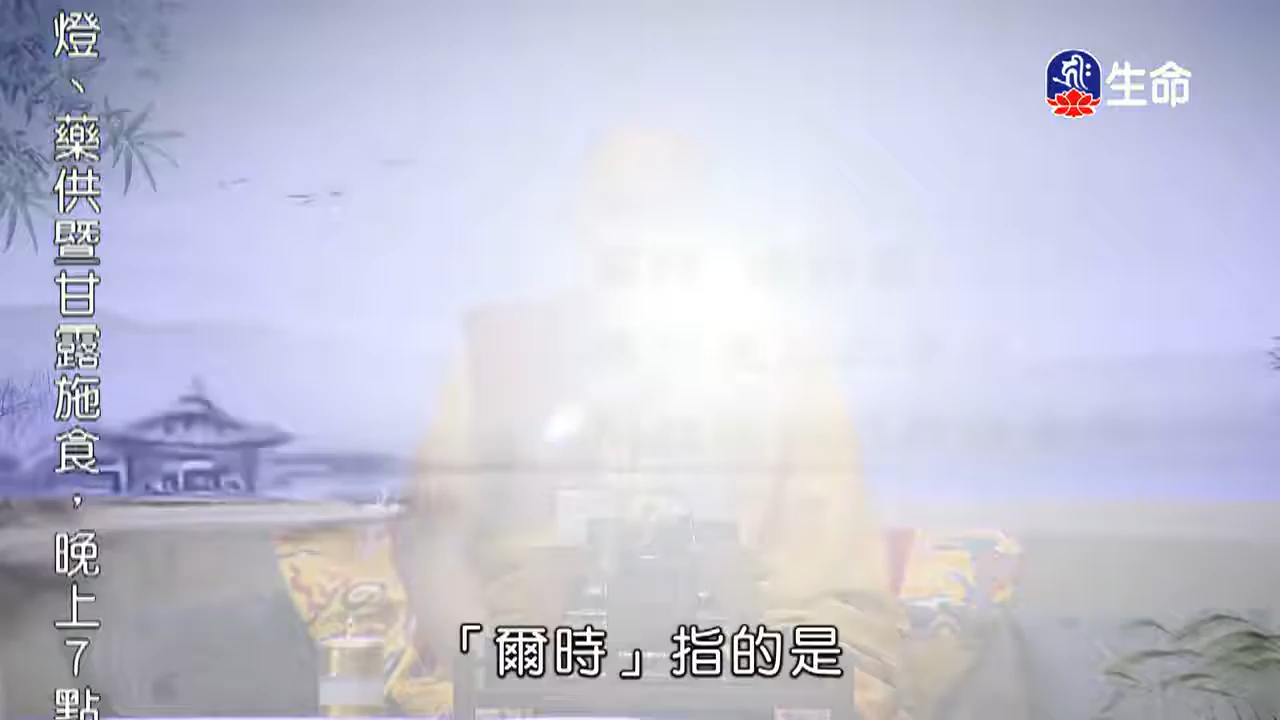 燈、藥供暨甘露施食，晚上7點
生命
「爾時」指的是